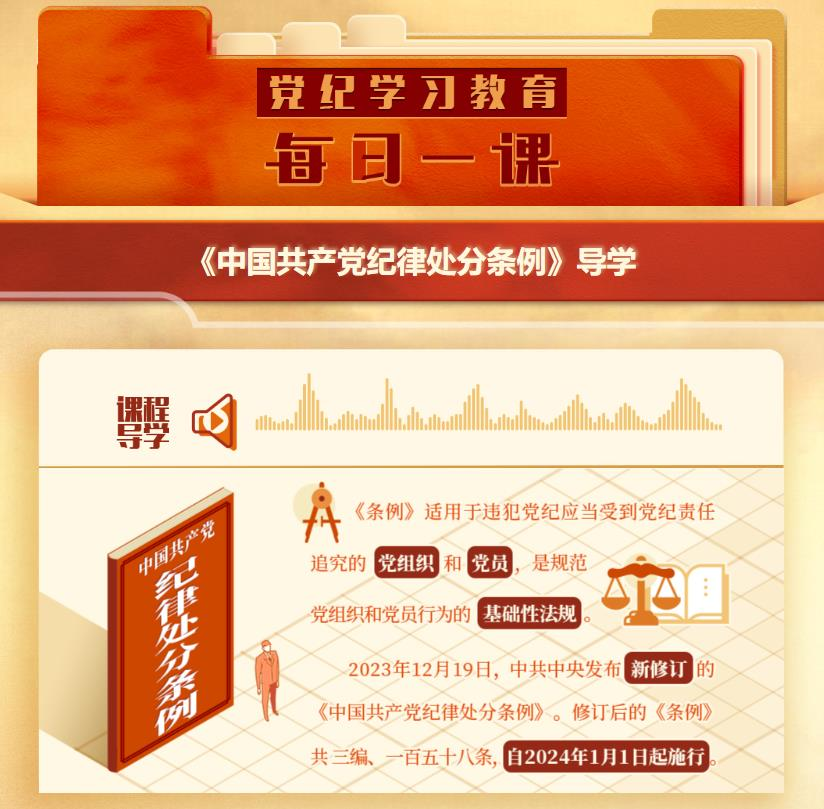 党纪学习教育
每日一课
《中国共产党纪律处分条例》导学
课程
导学
中国共产党
纪律处分条例
《条例》适用于违犯党纪应当受到党纪责任
追究的 党组织 和 党员，是规范
党组织和党员行为的 基础性法规。
2023年12月19日，中共中央发布 新修订 的
《中国共产党纪律处分条例》。修订后的《条例》
共三编、一百五十八条，自2024年1月1日起施行。